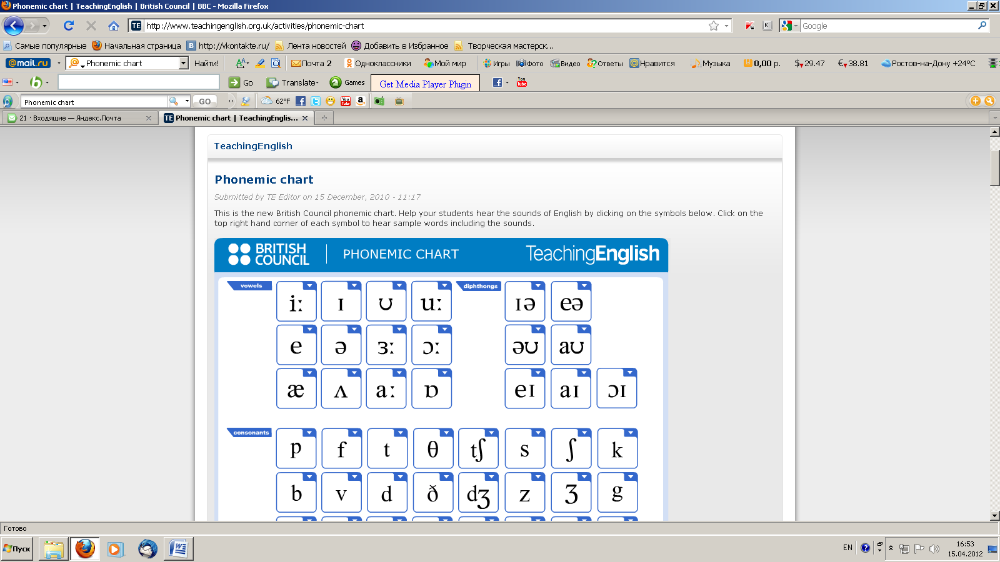 Phonemic chart | TeachingEnglish | British Council | BBC - Mozilla Firefox
TE http://www.teachingenglish.org.uk/activities/phonemic-chart K Google
Самые популярные Начальная страница B http://vkontakte.ru/ Лента новостей Добавить в Избранное Творческая мастерск...
@mail.ru Phonemic chart Найти! Почта 2 Одноклассники Мой мир Игры Фото Видео Ответы Нравится Музыка 0,00 р. $ 29.47 € 38.81 Ростов-на-Дону +24°C
b Go Translate Games Get Media Player Plugin f You Tube
Phonemic chart GO 62°F f t You Tube a
21 · Входящие — Яндекс.Почта TE Phonemic chart | TeachingEnglis...
TeachingEnglish
Phonemic chart
Submitted by TE Editor on 15 December, 2010 - 11:17
This is the new British Council phonemic chart. Help your students hear the sounds of English by clicking on the symbols below. Click on the
top right hand corner of each symbol to hear sample words including the sounds.
BRITISH COUNCIL PHONEMIC CHART TeachingEnglish
vowels diphthongs
iː ɪ ʊ uː ɪə eə
e ə ɜː ɔː əʊ aʊ
æ ʌ aː ɒ eɪ aɪ ɔɪ
consonants
p f t θ tʃ s ʃ k
b v d ð dʒ z ʒ g
Готово
Пуск W EN 16:53
15.04.2012